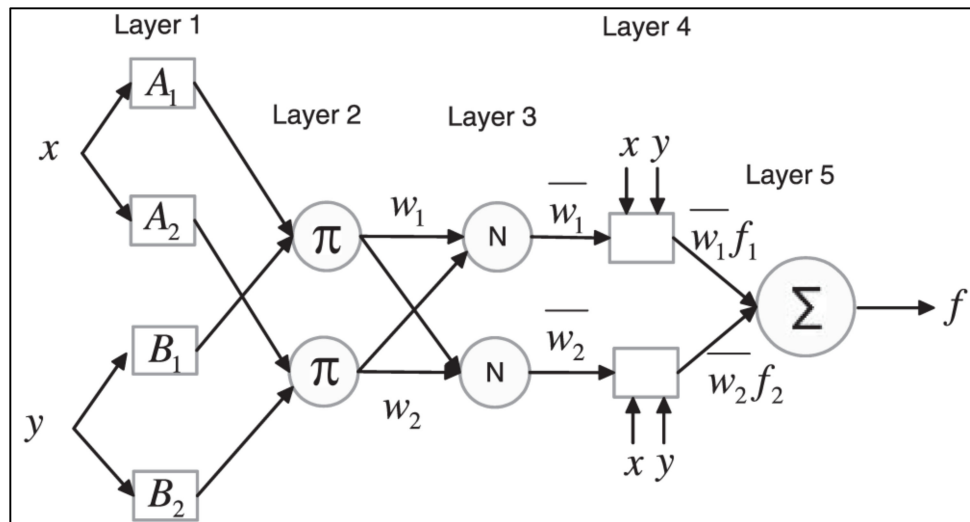 Layer 1
Layer 4
A₁
Layer 2
Layer 3
x
x y
Layer 5
A₂
w₁
w̅₁
π
N
w̅₁f₁
Σ
f
B₁
w̅₂
π
N
w̅₂f₂
w₂
y
x y
B₂